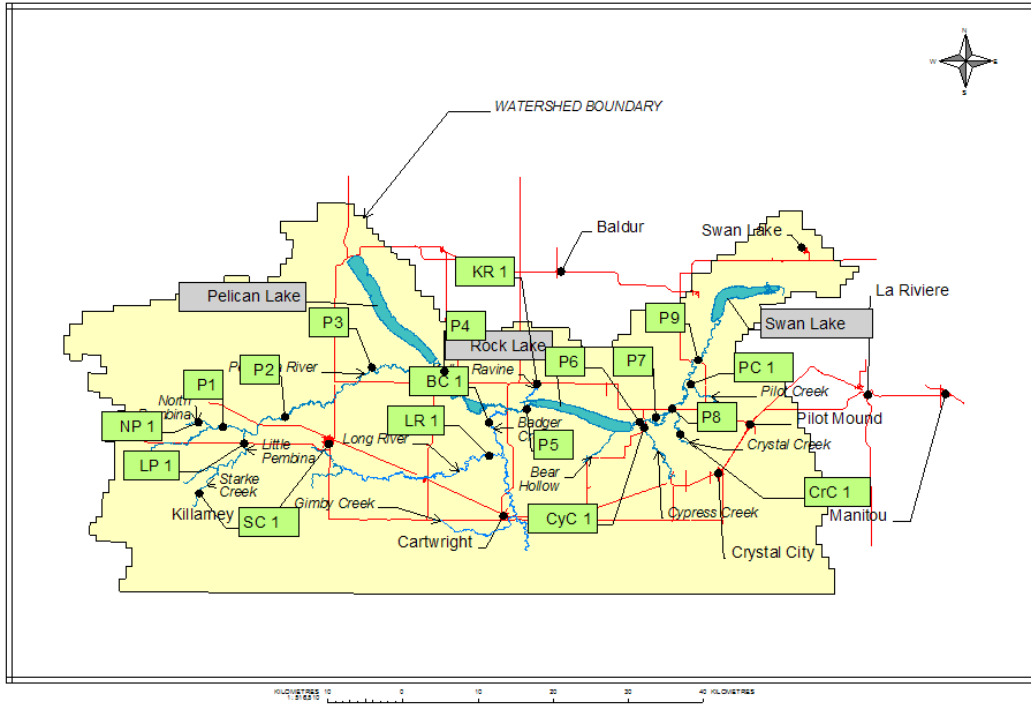 N
W
E
S
WATERSHED BOUNDARY
Baldur
Swan Lake
La Riviere
KR 1
Pelican Lake
P3
P4
P9
Swan Lake
Rock Lake
P6
P7
P2
River
Ravine
PC 1
P1
BC 1
Pilot Creek
North
NP 1
LR 1
Badger
P8
Pilot Mound
Long River
P5
Crystal Creek
Little
Pembina
LP 1
Bear
Hollow
Starke
Creek
CrC 1
Killarney
SC 1
Gimby Creek
CyC 1
Cypress Creek
Manitou
Cartwright
Crystal City
KILOMETRES 10 0 10 20 30 40 KILOMETRES